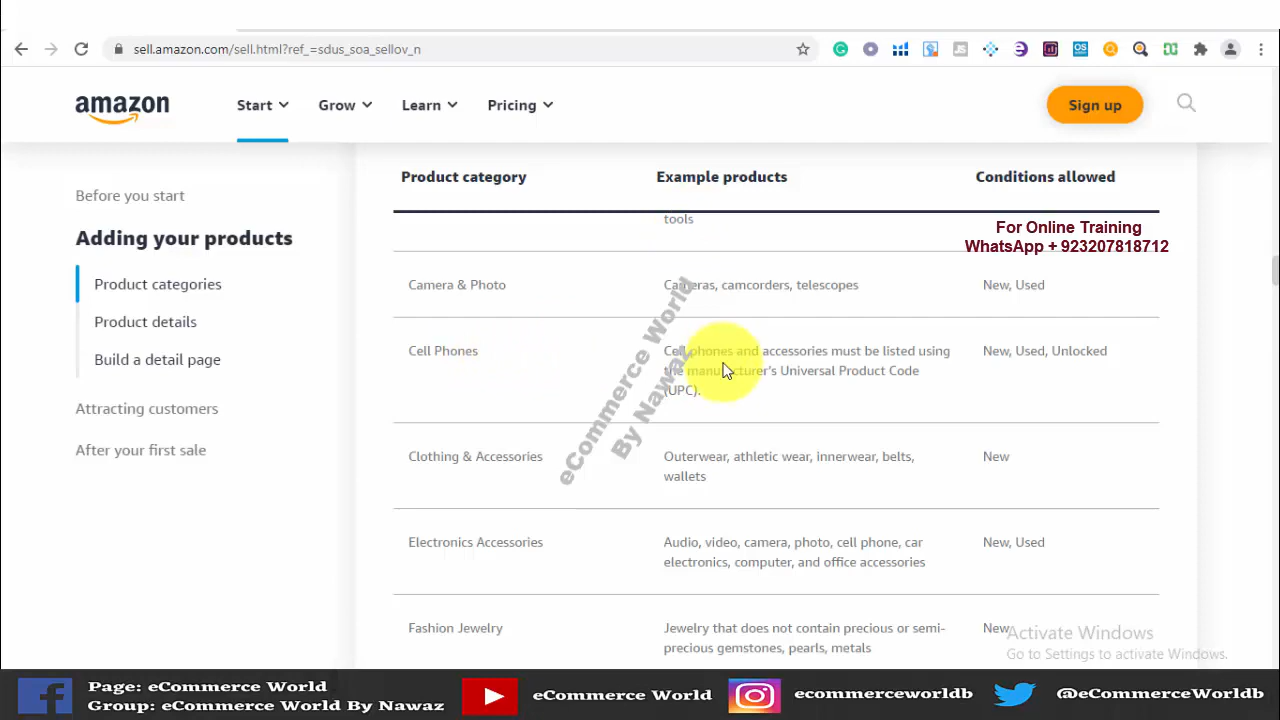 sell.amazon.com/sell.html?ref_=sdus_soa_sellov_n
amazon
Start
Grow
Learn
Pricing
Sign up
Before you start
Adding your products
Product categories
Product details
Build a detail page
Attracting customers
After your first sale
Product category Example products Conditions allowed
tools
For Online Training
WhatsApp + 923207818712
Camera & Photo
Cameras, camcorders, telescopes
New, Used
Cell Phones
Cell phones and accessories must be listed using
the manufacturer's Universal Product Code
(UPC).
New, Used, Unlocked
Clothing & Accessories
Outerwear, athletic wear, innerwear, belts,
wallets
New
Electronics Accessories
Audio, video, camera, photo, cell phone, car
electronics, computer, and office accessories
New, Used
Fashion Jewelry
Jewelry that does not contain precious or semi-
precious gemstones, pearls, metals
New
eCommerce World
By Nawaz
Activate Windows
Go to Settings to activate Windows.
Page: eCommerce World
Group: eCommerce World By Nawaz
eCommerce World
ecommerceworldb
@eCommerceWorldb